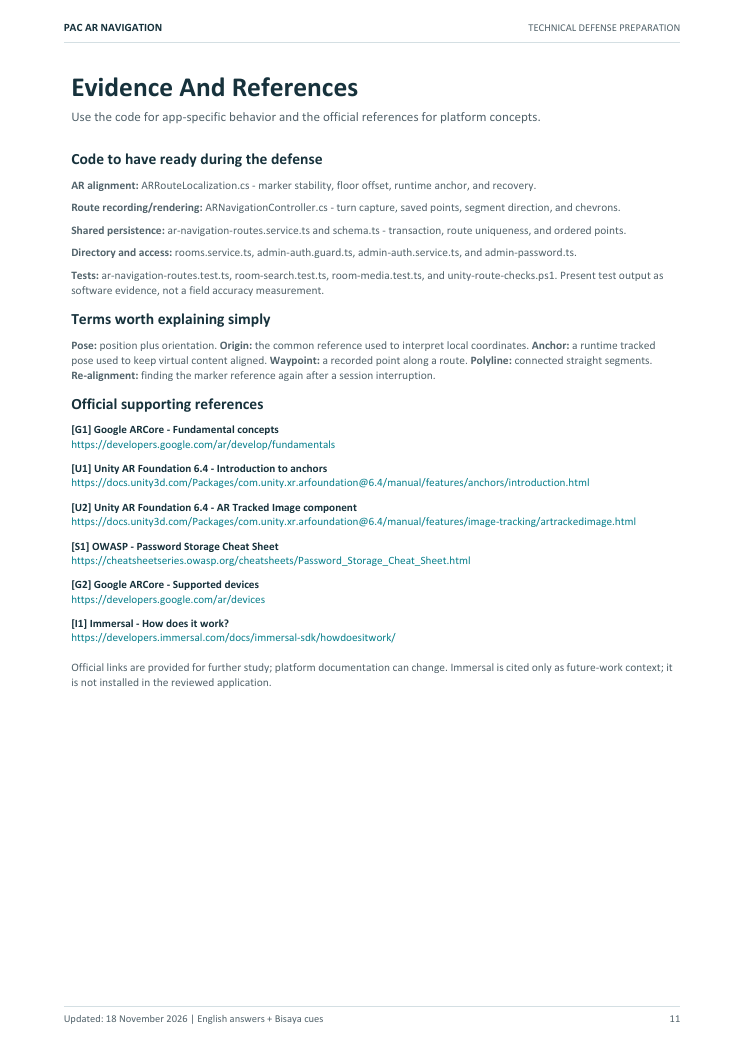 PAC AR NAVIGATION
TECHNICAL DEFENSE PREPARATION
Evidence And References
Use the code for app-specific behavior and the official references for platform concepts.
Code to have ready during the defense
AR alignment: ARRouteLocalization.cs - marker stability, floor offset, runtime anchor, and recovery.
Route recording/rendering: ARNavigationController.cs - turn capture, saved points, segment direction, and chevrons.
Shared persistence: ar-navigation-routes.service.ts and schema.ts - transaction, route uniqueness, and ordered points.
Directory and access: rooms.service.ts, admin-auth.guard.ts, admin-auth.service.ts, and admin-password.ts.
Tests: ar-navigation-routes.test.ts, room-search.test.ts, room-media.test.ts, and unity-route-checks.ps1. Present test output as
software evidence, not a field accuracy measurement.
Terms worth explaining simply
Pose: position plus orientation. Origin: the common reference used to interpret local coordinates. Anchor: a runtime tracked
pose used to keep virtual content aligned. Waypoint: a recorded point along a route. Polyline: connected straight segments.
Re-alignment: finding the marker reference again after a session interruption.
Official supporting references
[G1] Google ARCore - Fundamental concepts
https://developers.google.com/ar/develop/fundamentals
[U1] Unity AR Foundation 6.4 - Introduction to anchors
https://docs.unity3d.com/Packages/com.unity.xr.arfoundation@6.4/manual/features/anchors/introduction.html
[U2] Unity AR Foundation 6.4 - AR Tracked Image component
https://docs.unity3d.com/Packages/com.unity.xr.arfoundation@6.4/manual/features/image-tracking/artrackedimage.html
[S1] OWASP - Password Storage Cheat Sheet
https://cheatsheetseries.owasp.org/cheatsheets/Password_Storage_Cheat_Sheet.html
[G2] Google ARCore - Supported devices
https://developers.google.com/ar/devices
[I1] Immersal - How does it work?
https://developers.immersal.com/docs/immersal-sdk/howdoesitwork/
Official links are provided for further study; platform documentation can change. Immersal is cited only as future-work context; it
is not installed in the reviewed application.
Updated: 18 November 2026 | English answers + Bisaya cues
11